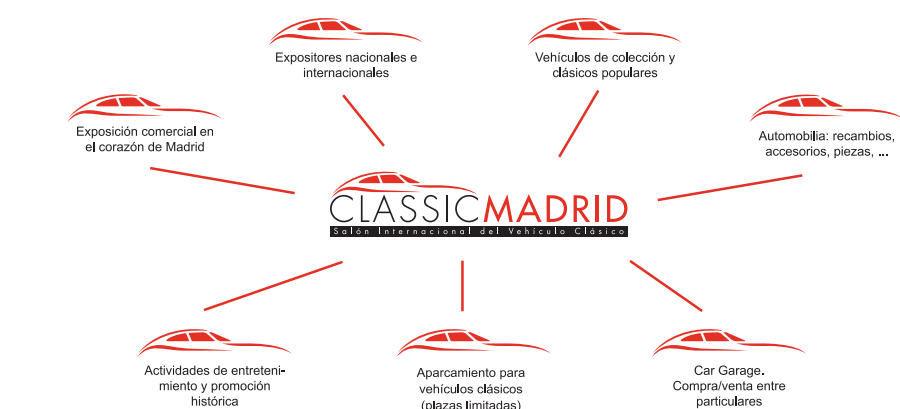 Expositores nacionales e
internacionales
Vehículos de colección y
clásicos populares
Exposición comercial en
el corazón de Madrid
Automobilia: recambios,
accesorios, piezas, ...
CLASSICMADRID
Salón Internacional del Vehículo Clásico
Actividades de entreteni-
miento y promoción
histórica
Aparcamiento para
vehículos clásicos
(plazas limitadas)
Car Garage.
Compra/venta entre
particulares